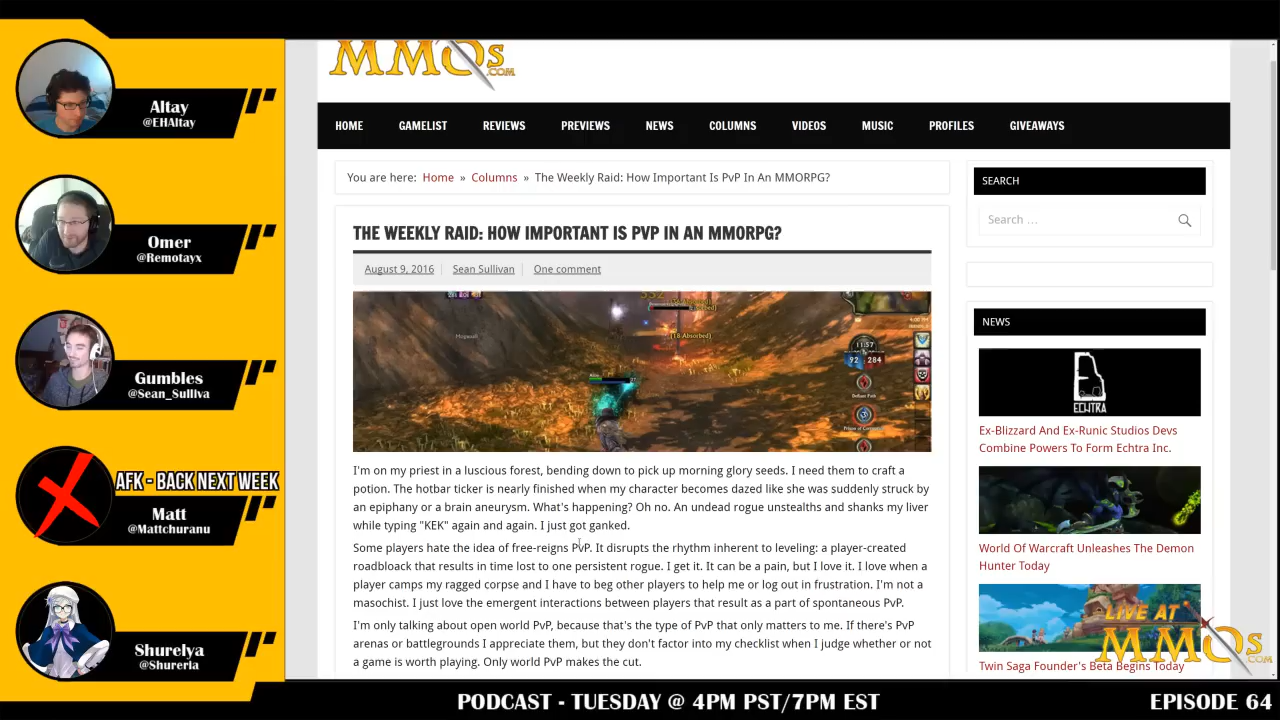 Altay
@EHAltay
Omer
@Remotayx
Gumbles
@Sean_Sulliva
AFK - BACK NEXT WEEK
Matt
@Mattchuranu
Shurelya
@Shureria
MMOs
.COM
HOME GAMELIST REVIEWS PREVIEWS NEWS COLUMNS VIDEOS MUSIC PROFILES GIVEAWAYS
You are here: Home » Columns » The Weekly Raid: How Important Is PvP In An MMORPG?
THE WEEKLY RAID: HOW IMPORTANT IS PVP IN AN MMORPG?
August 9, 2016 Sean Sullivan One comment
11:57
92 284
I'm on my priest in a luscious forest, bending down to pick up morning glory seeds. I need them to craft a
potion. The hotbar ticker is nearly finished when my character becomes dazed like she was suddenly struck by
an epiphany or a brain aneurysm. What's happening? Oh no. An undead rogue unstealths and shanks my liver
while typing "KEK" again and again. I just got ganked.
Some players hate the idea of free-reigns PvP. It disrupts the rhythm inherent to leveling: a player-created
roadbloack that results in time lost to one persistent rogue. I get it. It can be a pain, but I love it. I love when a
player camps my ragged corpse and I have to beg other players to help me or log out in frustration. I'm not a
masochist. I just love the emergent interactions between players that result as a part of spontaneous PvP.
I'm only talking about open world PvP, because that's the type of PvP that only matters to me. If there's PvP
arenas or battlegrounds I appreciate them, but they don't factor into my checklist when I judge whether or not
a game is worth playing. Only world PvP makes the cut.
SEARCH
Search …
NEWS
ECHTRA
Ex-Blizzard And Ex-Runic Studios Devs
Combine Powers To Form Echtra Inc.
World Of Warcraft Unleashes The Demon
Hunter Today
Twin Saga Founder's Beta Begins Today
LIVE AT
MMOs
.COM
PODCAST - TUESDAY @ 4PM PST/7PM EST
EPISODE 64